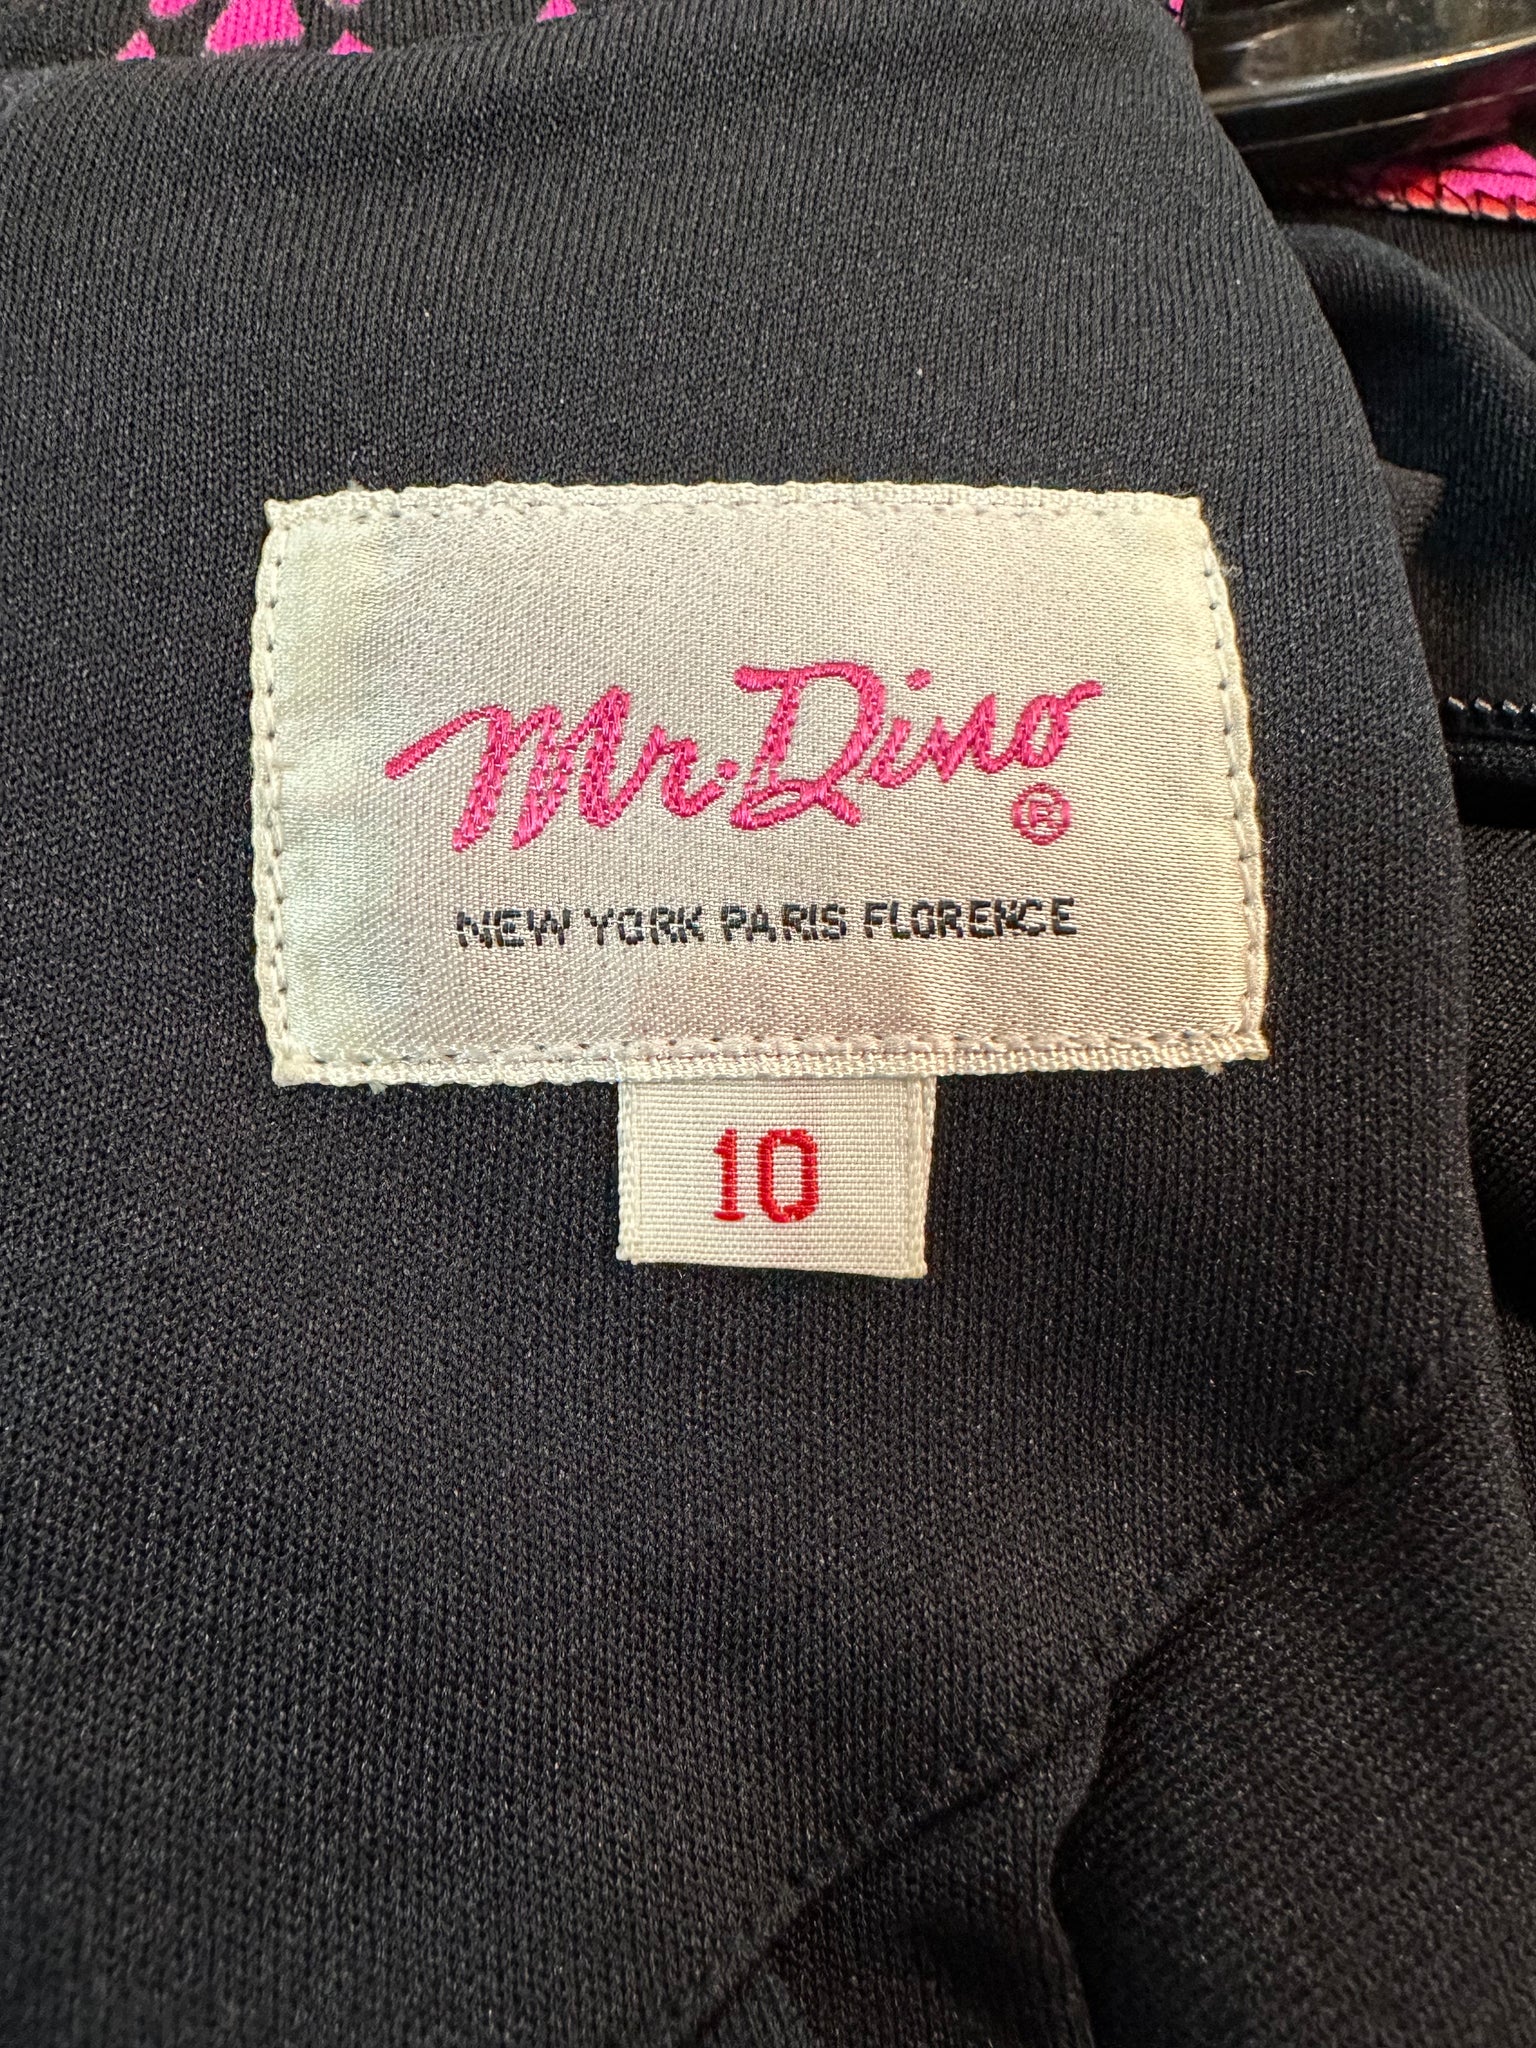 Mr. Dino
®
NEW YORK PARIS FLORENCE
10